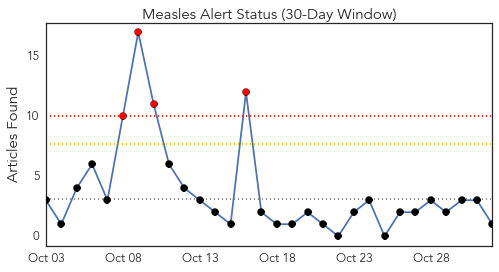 Measles Alert Status (30-Day Window)
Articles Found
15
10
5
0
Oct 03
Oct 08
Oct 13
Oct 18
Oct 23
Oct 28